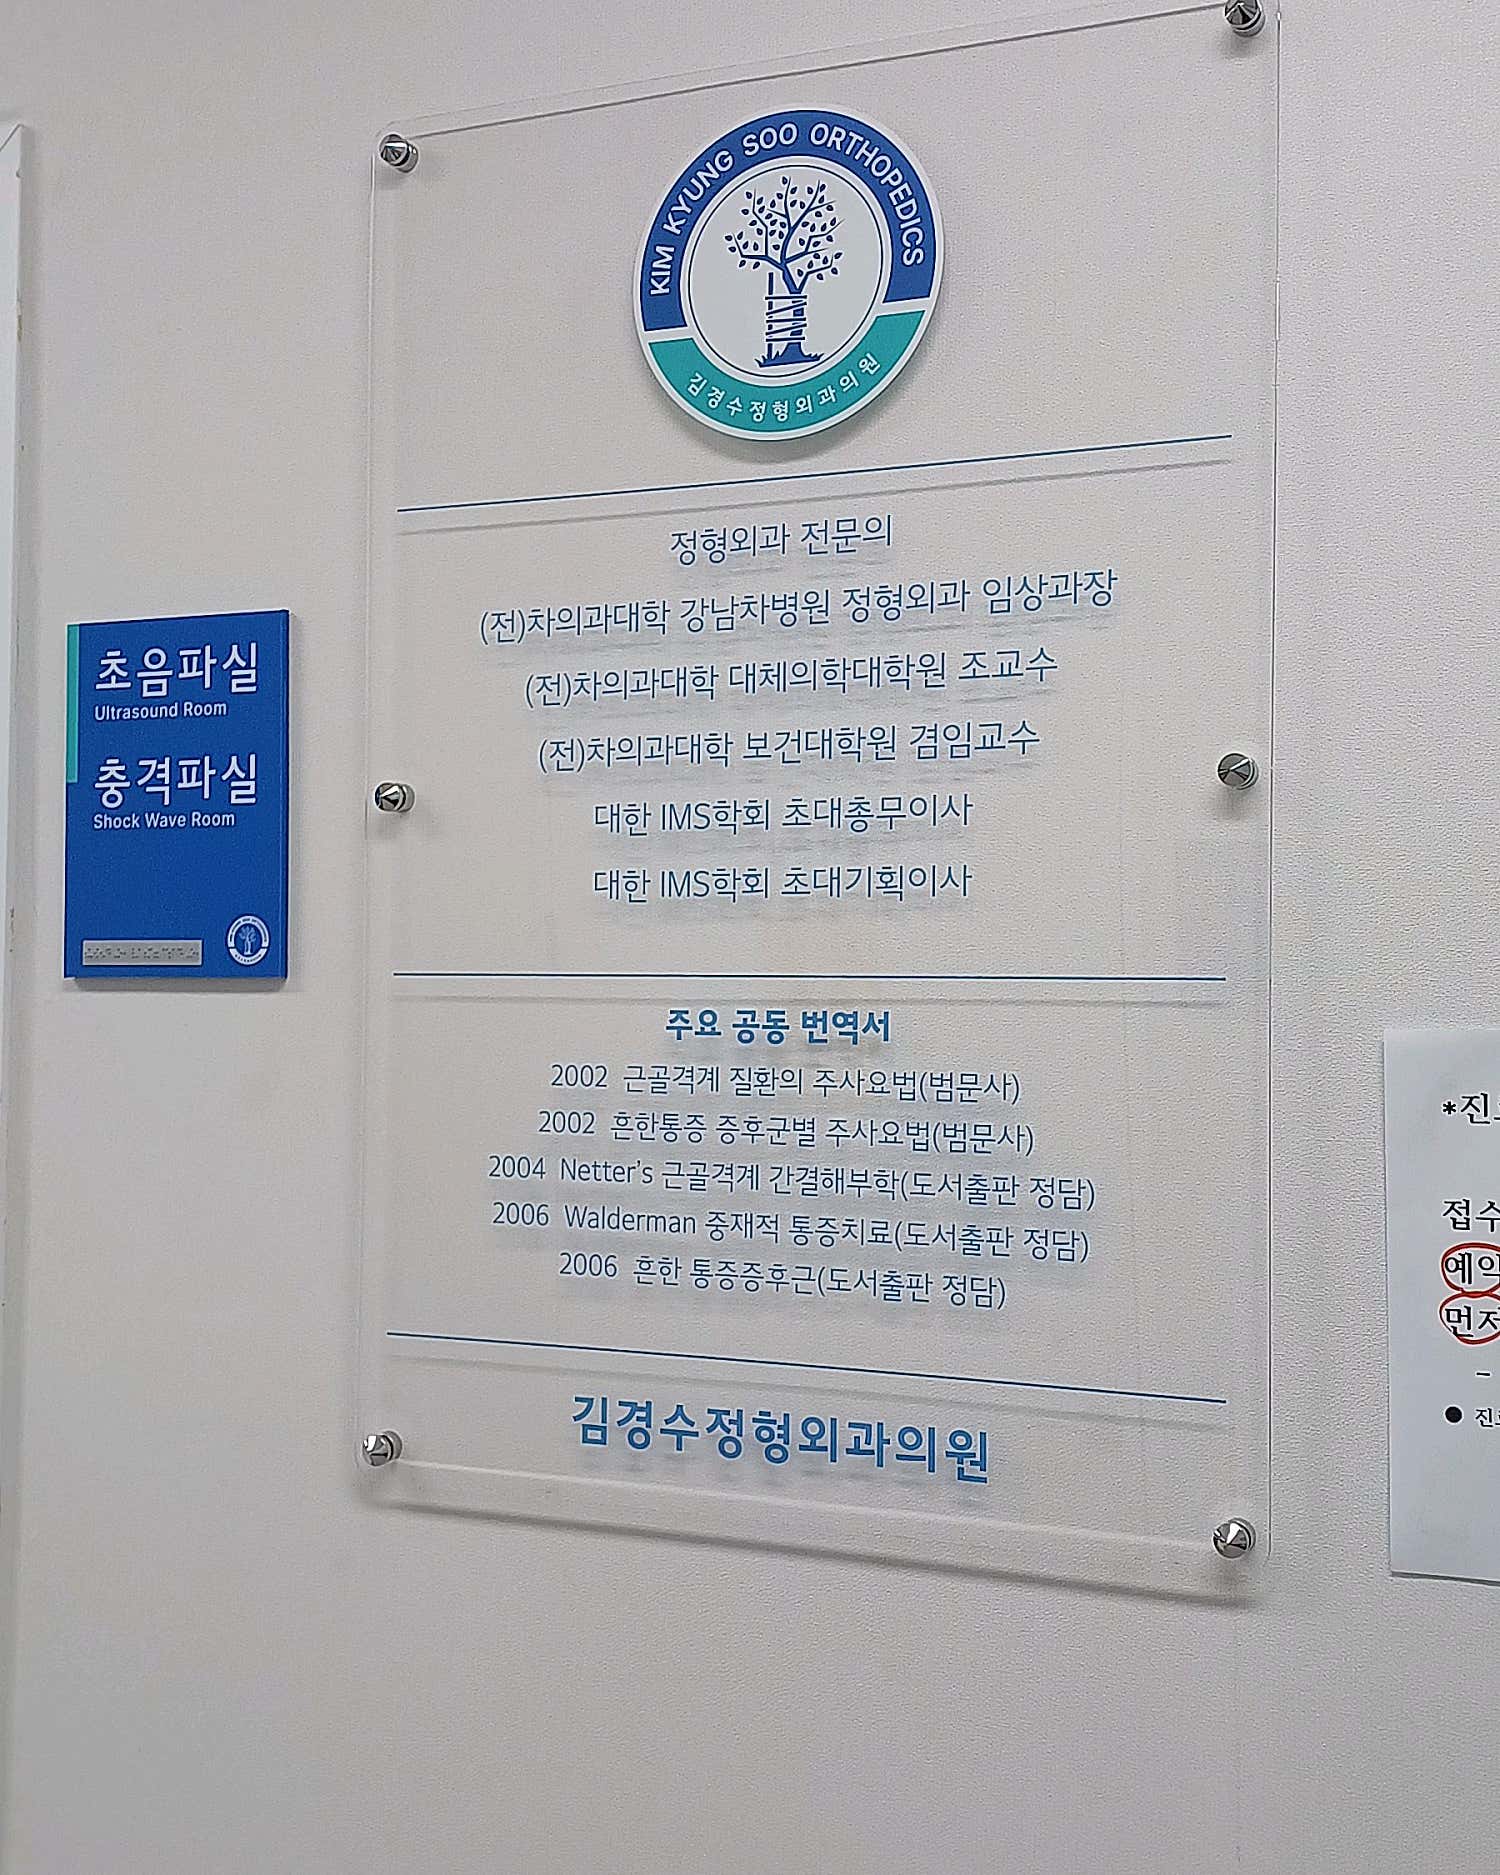 초음파실
Ultrasound Room
충격파실
Shock Wave Room
KIM KYUNG SOO ORTHOPEDICS
김경수정형외과의원
정형외과 전문의
(전)차의과대학 강남차병원 정형외과 임상과장
(전)차의과대학 대체의학대학원 조교수
(전)차의과대학 보건대학원 겸임교수
대한 IMS학회 초대총무이사
대한 IMS학회 초대기획이사
주요 공동 번역서
2002 근골격계 질환의 주사요법(범문사)
2002 흔한통증 증후군별 주사요법(범문사)
2004 Netter's 근골격계 간결해부학(도서출판 정담)
2006 Walderman 중재적 통증치료(도서출판 정담)
2006 흔한 통증증후근(도서출판 정담)
김경수정형외과의원
*진
접수
예약
먼저
-
● 진